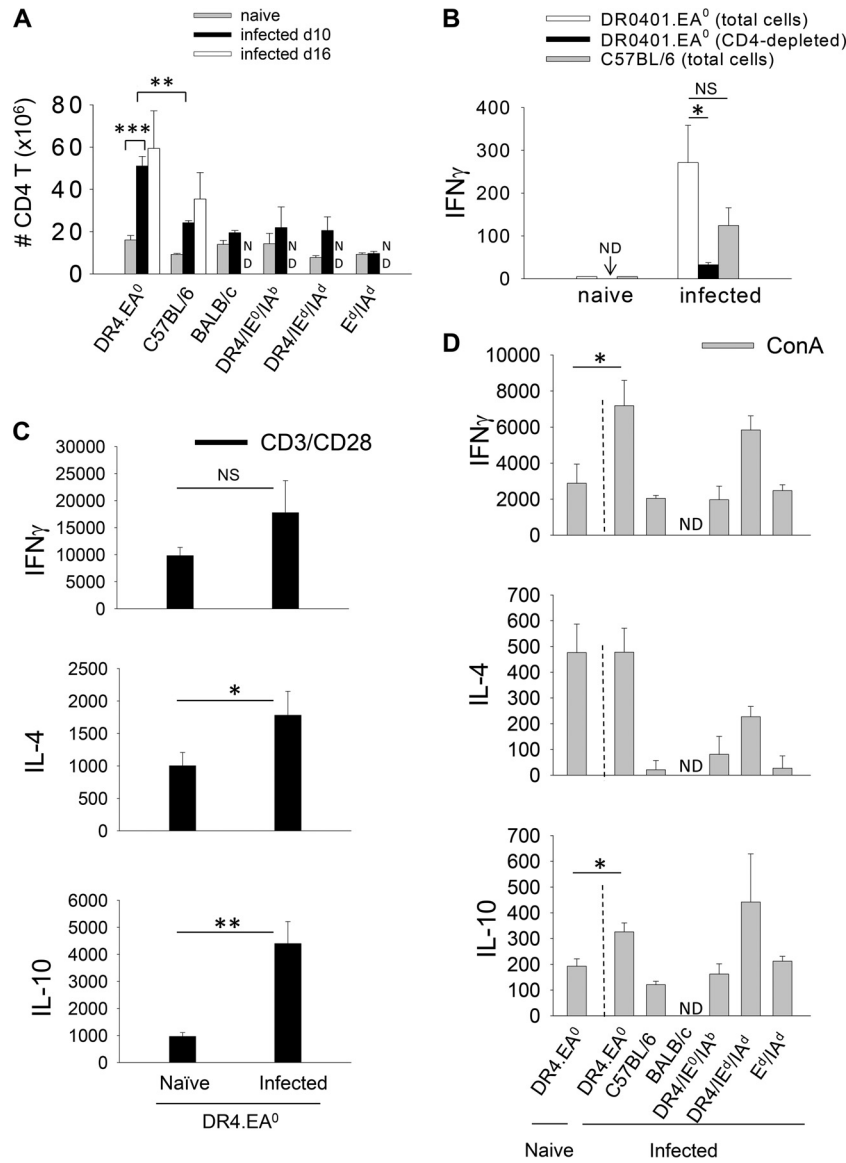 A
naive
infected d10
infected d16
**
***
# CD4 T (x10⁶)
80
60
40
20
0
N
D
N
D
N
D
N
D
DR4.EA⁰
C57BL/6
BALB/c
DR4/IE⁰/IAᵇ
DR4/IEᵈ/IAᵈ
Eᵈ/IAᵈ
B
DR0401.EA⁰ (total cells)
DR0401.EA⁰ (CD4-depleted)
C57BL/6 (total cells)
NS
*
IFNγ
400
300
200
100
0
ND
naive
infected
C
CD3/CD28
NS
IFNγ
30000
25000
20000
15000
10000
5000
0
*
IL-4
2500
2000
1500
1000
500
0
**
IL-10
6000
5000
4000
3000
2000
1000
0
Naïve
Infected
DR4.EA⁰
D
ConA
*
IFNγ
10000
8000
6000
4000
2000
0
ND
IL-4
700
600
500
400
300
200
100
0
ND
*
IL-10
700
600
500
400
300
200
100
0
ND
DR4.EA⁰
DR4.EA⁰
C57BL/6
BALB/c
DR4/IE⁰/IAᵇ
DR4/IEᵈ/IAᵈ
Eᵈ/IAᵈ
Naive
Infected